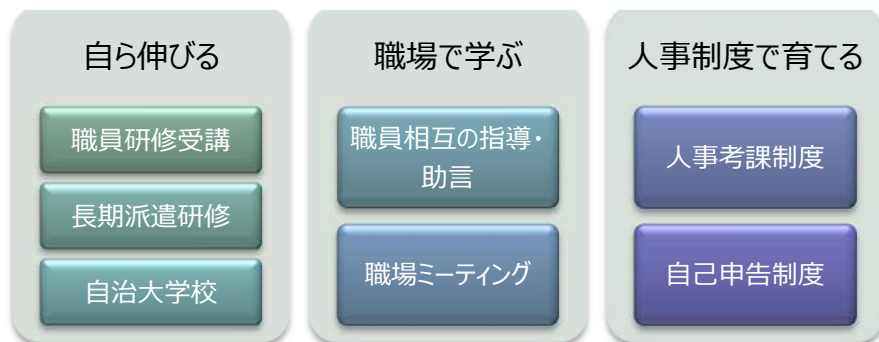 自ら伸びる
職員研修受講
長期派遣研修
自治大学校
職場で学ぶ
職員相互の指導・
助言
職場ミーティング
人事制度で育てる
人事考課制度
自己申告制度